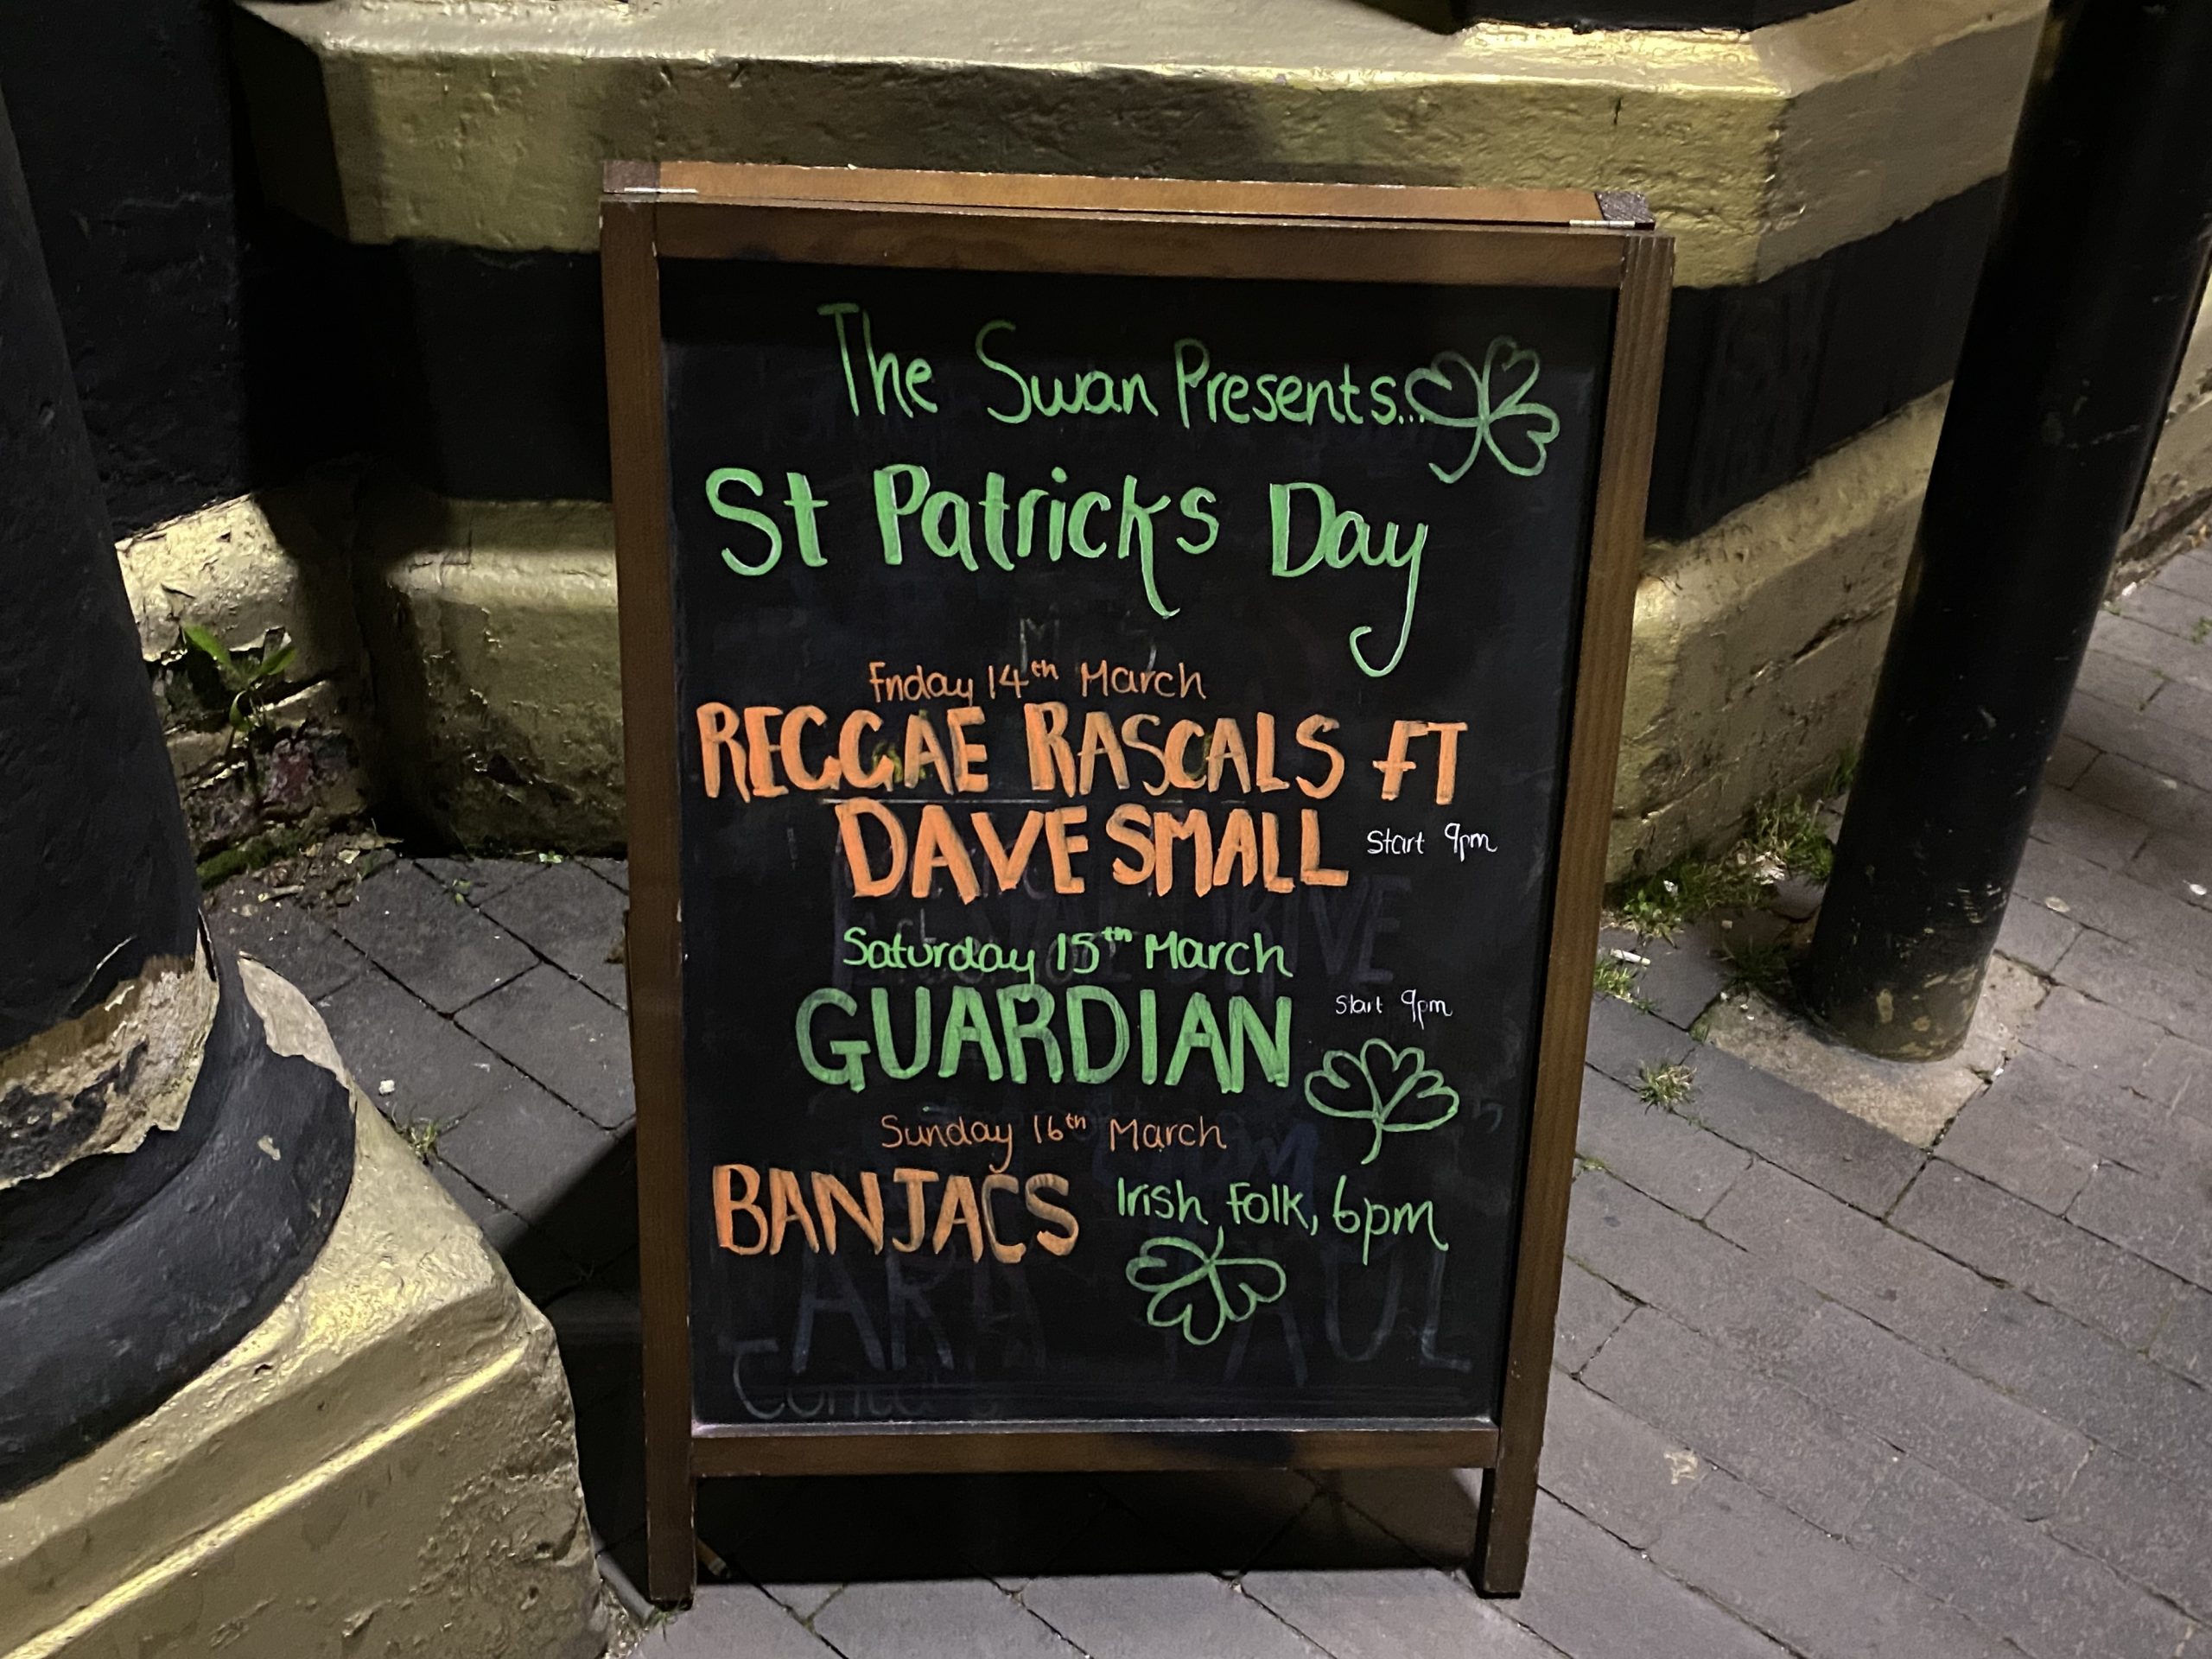 The Swan Presents...
St Patricks Day
Friday 14th March
REGGAE RASCALS FT
DAVE SMALL Start 9pm
Saturday 15th March
GUARDIAN Start 9pm
Sunday 16th March
BANJACS Irish Folk, 6pm